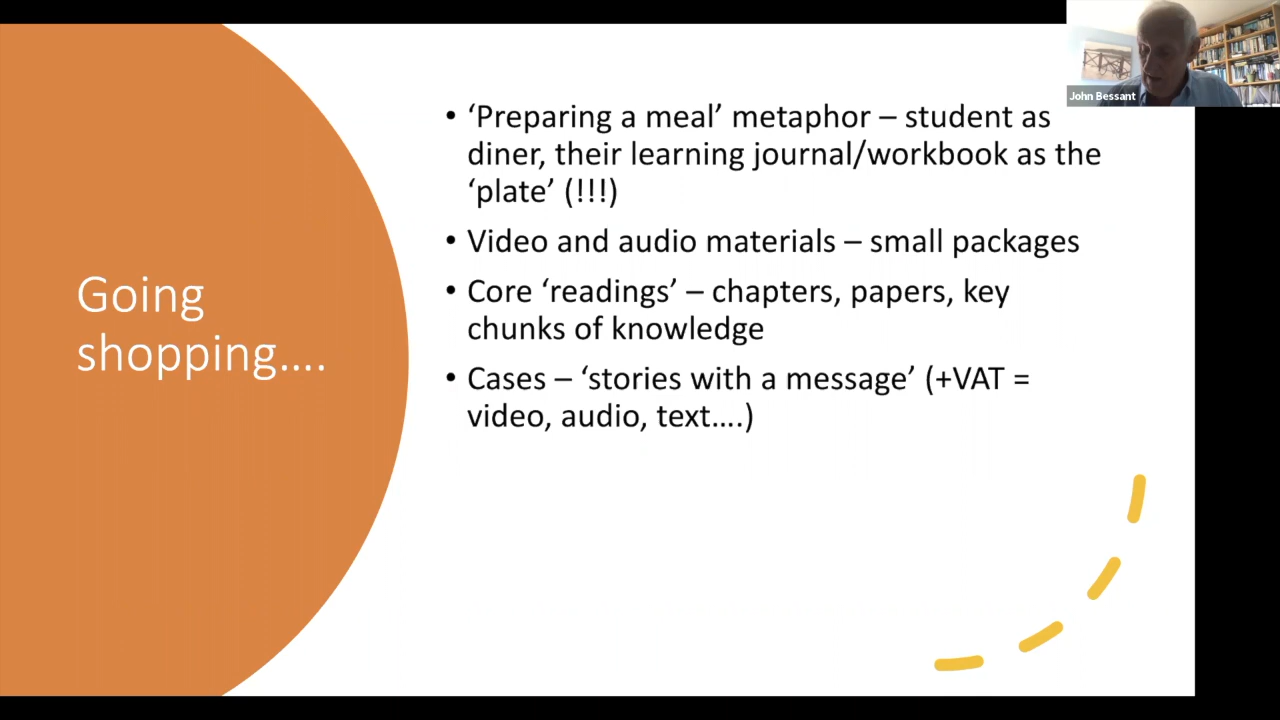 John Bessant
Going
shopping....
• ‘Preparing a meal’ metaphor – student as
diner, their learning journal/workbook as the
‘plate’ (!!!)
• Video and audio materials – small packages
• Core ‘readings’ – chapters, papers, key
chunks of knowledge
• Cases – ‘stories with a message’ (+VAT =
video, audio, text....)